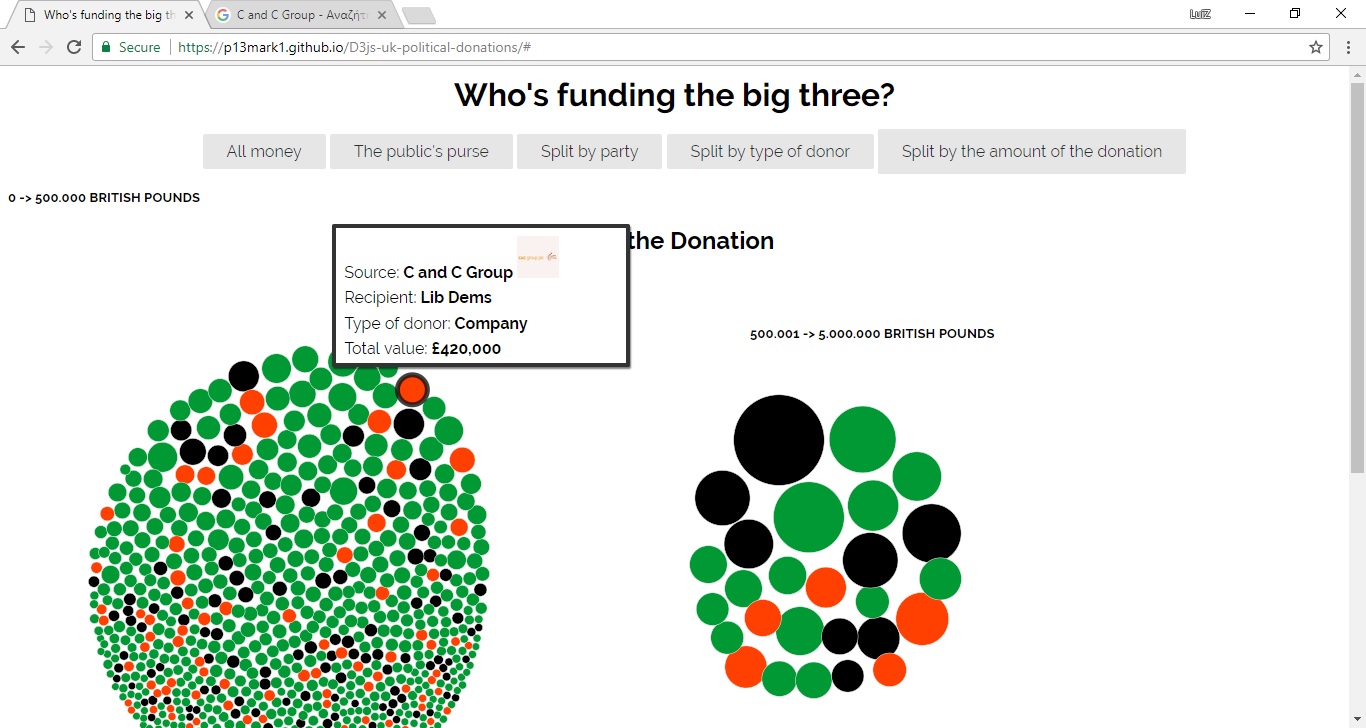 Who's funding the big th
C and C Group - Αναζήτ
LuiZ
Secure
https://p13mark1.github.io/D3js-uk-political-donations/#
Who's funding the big three?
All money
The public's purse
Split by party
Split by type of donor
Split by the amount of the donation
0 -> 500.000 BRITISH POUNDS
the Donation
Source: C and C Group
Recipient: Lib Dems
Type of donor: Company
Total value: £420,000
500.001 -> 5.000.000 BRITISH POUNDS